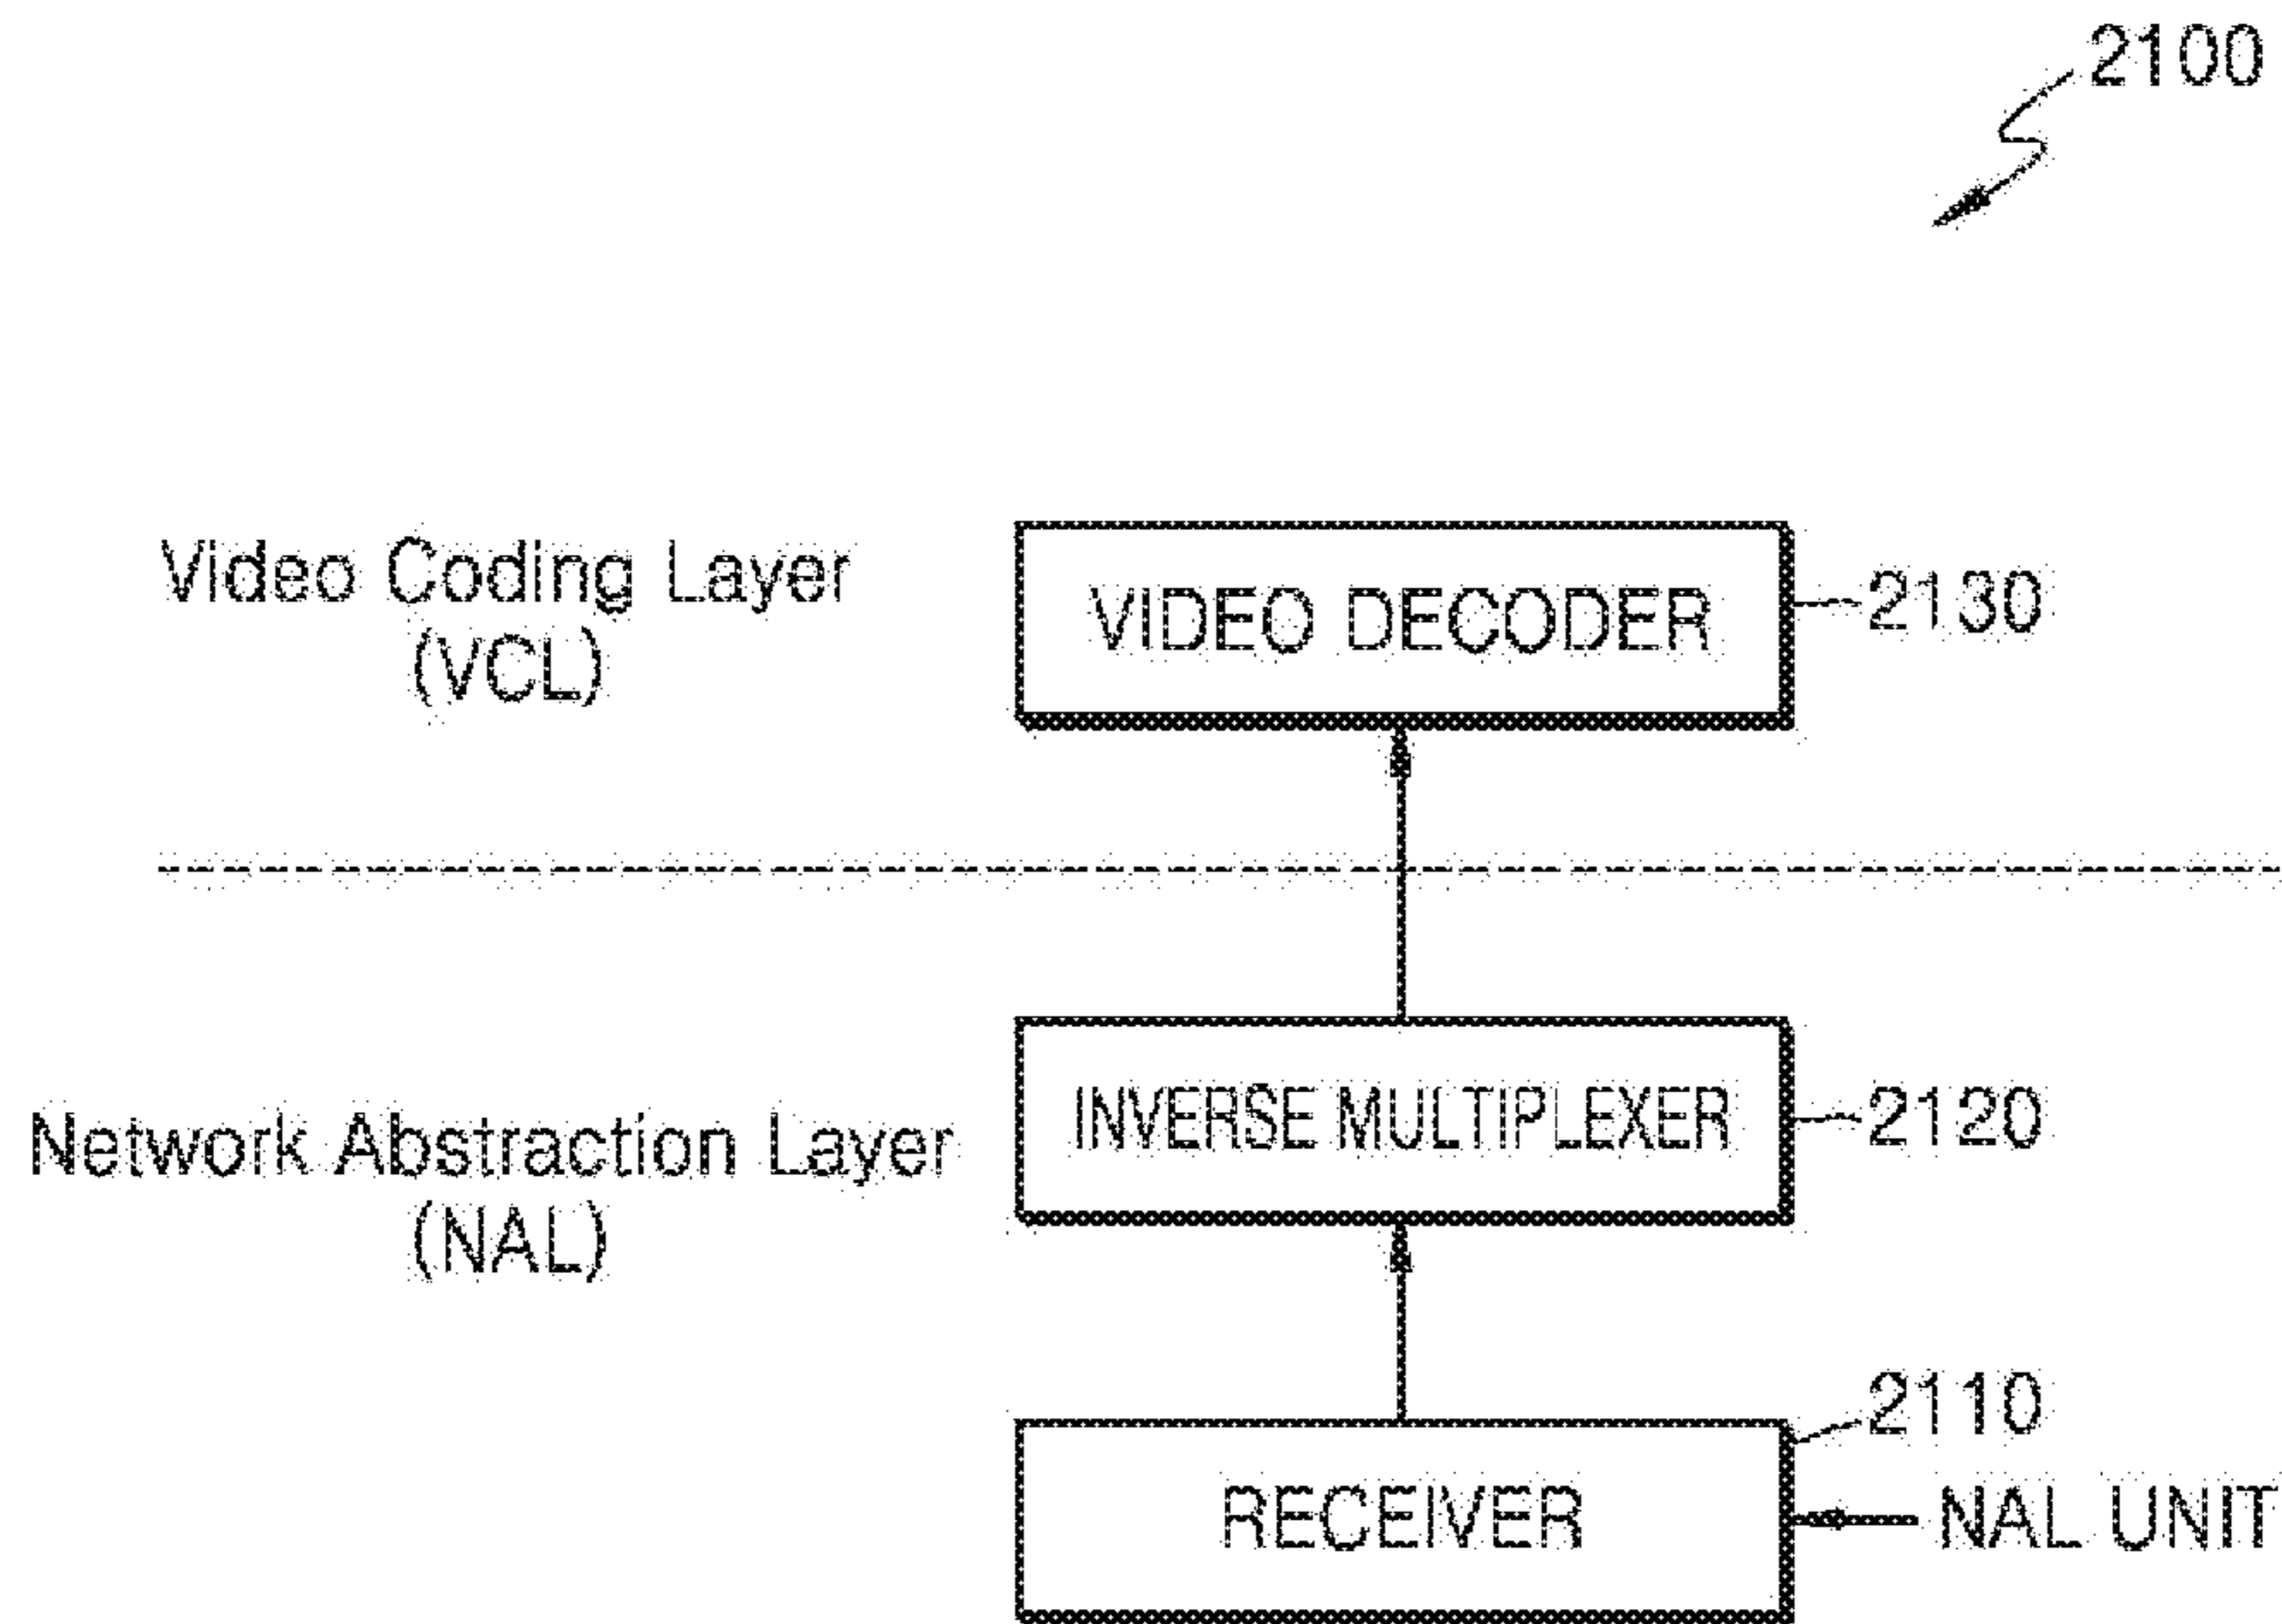 2100
Video Coding Layer
(VCL)
VIDEO DECODER
2130
Network Abstraction Layer
(NAL)
INVERSE MULTIPLEXER
2120
2110
RECEIVER
NAL UNIT